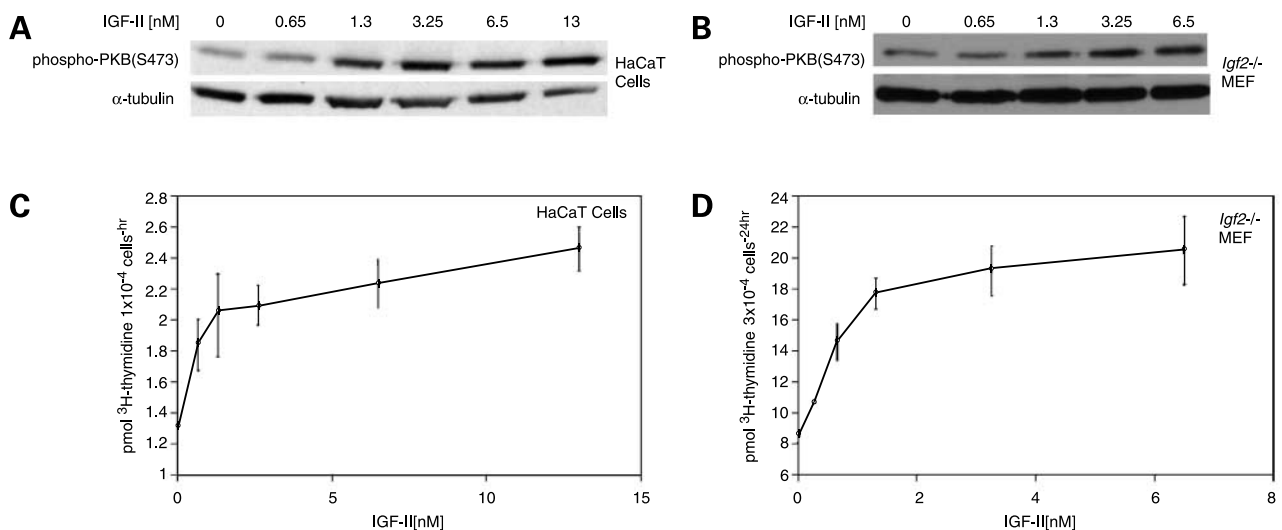 A
IGF-II [nM] 0 0.65 1.3 3.25 6.5 13
phospho-PKB(S473)
α-tubulin
HaCaT
Cells
B
IGF-II [nM] 0 0.65 1.3 3.25 6.5
phospho-PKB(S473)
α-tubulin
Igf2-/-
MEF
C
HaCaT Cells
pmol ³H-thymidine 1x10⁻⁴ cells⁻ʰʳ
2.8
2.6
2.4
2.2
2
1.8
1.6
1.4
1.2
1
0 5 10 15
IGF-II[nM]
D
Igf2-/-
MEF
pmol ³H-thymidine 3x10⁻⁴ cells⁻²⁴ʰʳ
24
22
20
18
16
14
12
10
8
6
0 2 4 6 8
IGF-II[nM]